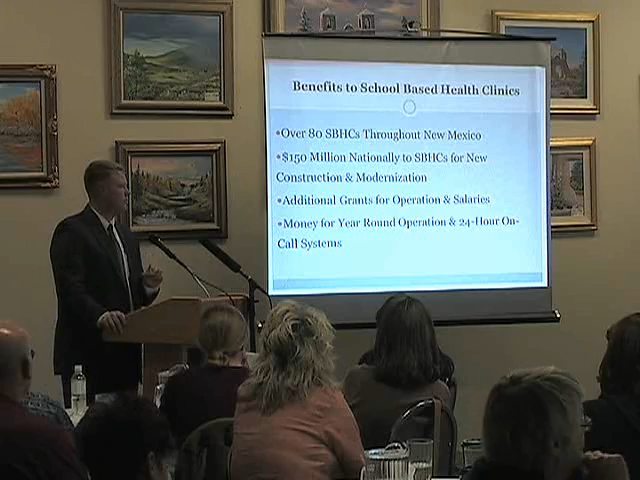 Benefits to School Based Health Clinics
•Over 80 SBHCs Throughout New Mexico
•$150 Million Nationally to SBHCs for New
Construction & Modernization
•Additional Grants for Operation & Salaries
•Money for Year Round Operation & 24-Hour On-
Call Systems